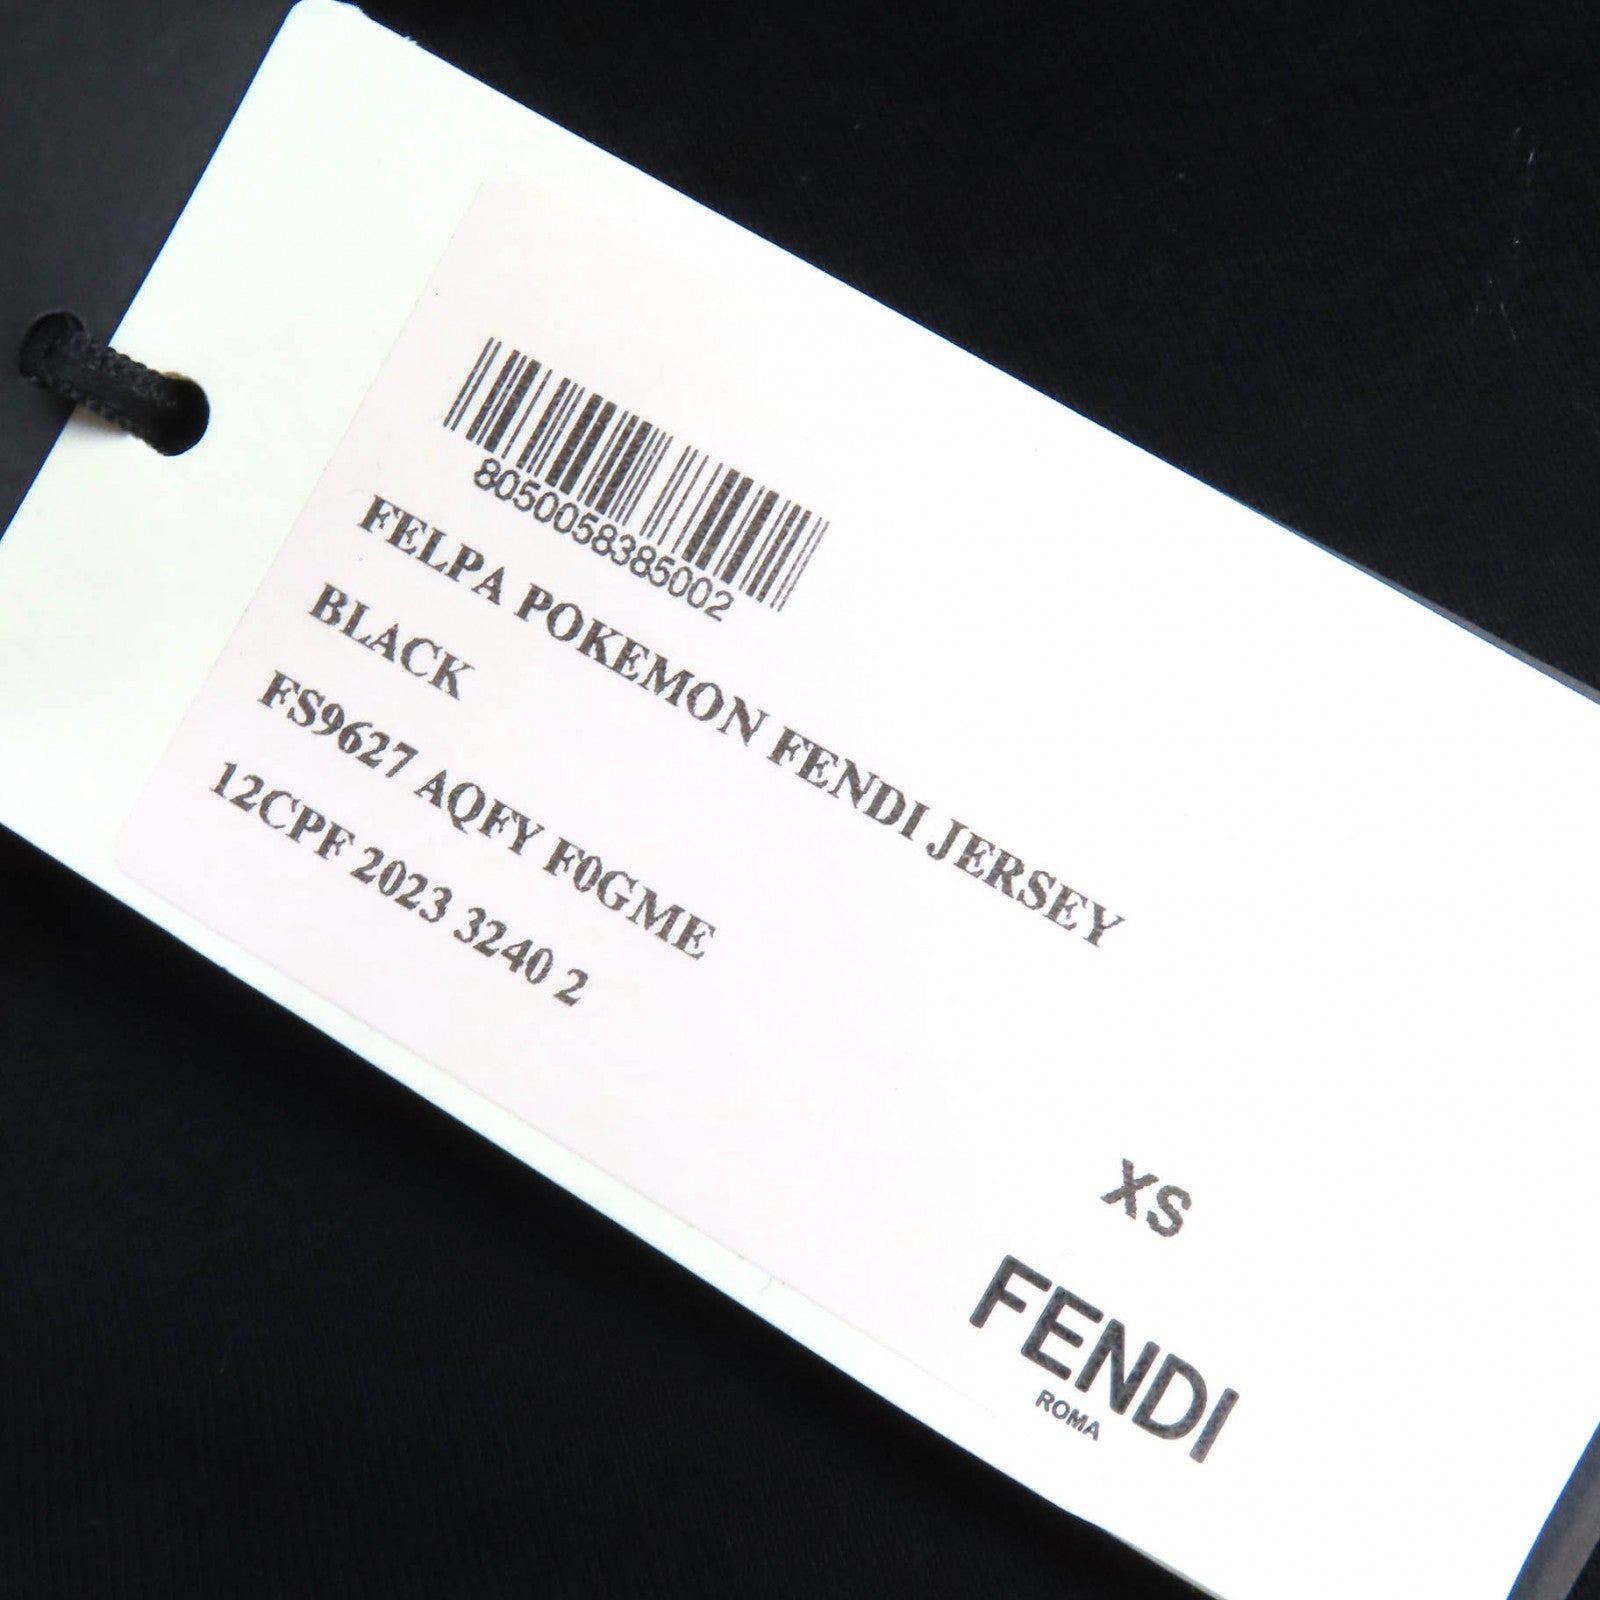 8050058385002
FELPA POKEMON FENDI JERSEY
BLACK
FS9627 AQFY F0GME
12CPF 2023 3240 2
XS
FENDI
ROMA